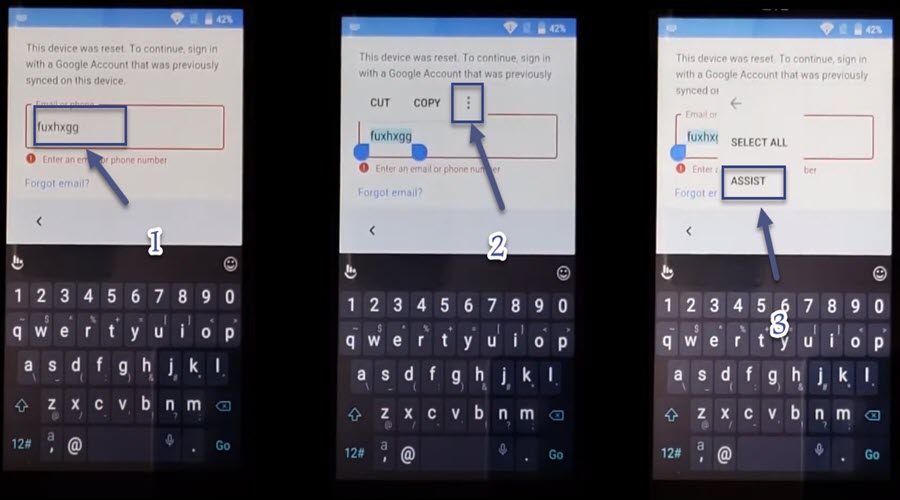 42%
This device was reset. To continue, sign in
with a Google Account that was previously
synced on this device.
Email or phone
fuxhxgg
Enter an email or phone number
Forgot email?
1
1 2 3 4 5 6 7 8 9 0
q w e r t y u i o p
a s d f g h j k l
z x c v b n m
12# a , @ . Go
42%
This device was reset. To continue, sign in
with a Google Account that was previously
CUT COPY
fuxhxgg
Enter an email or phone number
Forgot email?
2
1 2 3 4 5 6 7 8 9 0
q w e r t y u i o p
a s d f g h j k l
z x c v b n m
12# a , @ . Go
42%
This device was reset. To continue, sign in
with a Google Account that was previously
synced or
Email or
fuxhx
SELECT ALL
ber
Forgot er
ASSIST
3
1 2 3 4 5 6 7 8 9 0
q w e r t y u i o p
a s d f g h j k l
z x c v b n m
12# a , @ . Go